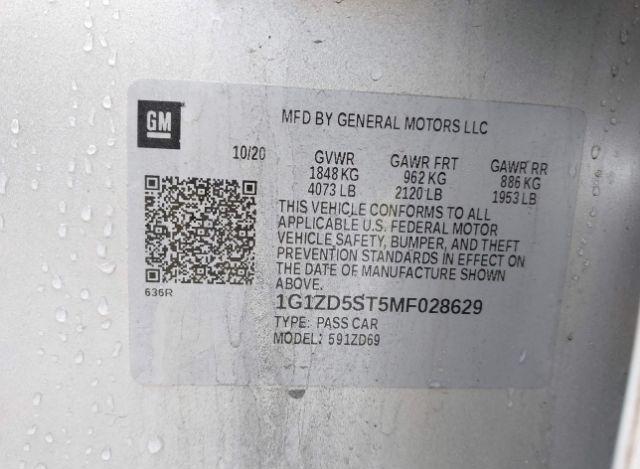 GM
MFD BY GENERAL MOTORS LLC
10/20
GVWR GAWR FRT GAWR RR
1848 KG 962 KG 886 KG
4073 LB 2120 LB 1953 LB
THIS VEHICLE CONFORMS TO ALL
APPLICABLE U.S. FEDERAL MOTOR
VEHICLE SAFETY, BUMPER, AND THEFT
PREVENTION STANDARDS IN EFFECT ON
THE DATE OF MANUFACTURE SHOWN
ABOVE.
636R
1G1ZD5ST5MF028629
TYPE: PASS CAR
MODEL: 591ZD69